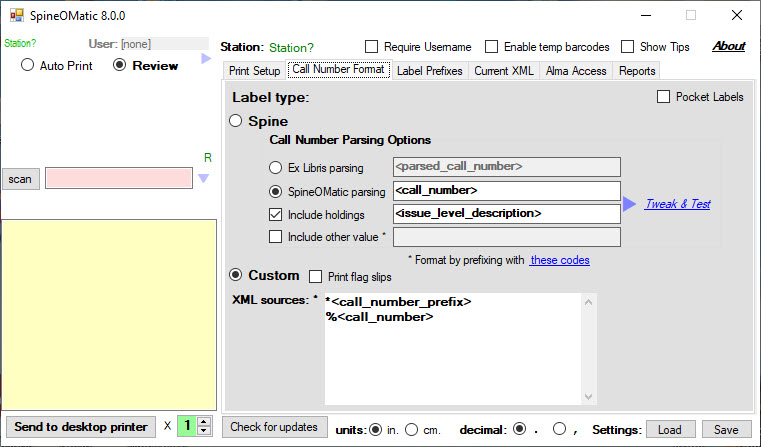 SpineOMatic 8.0.0
Station?
User: [none]
Auto Print
Review
R
scan
Send to desktop printer
X
1
Station: Station?
Require Username
Enable temp barcodes
Show Tips
About
Print Setup
Call Number Format
Label Prefixes
Current XML
Alma Access
Reports
Label type:
Pocket Labels
Spine
Call Number Parsing Options
Ex Libris parsing
<parsed_call_number>
SpineOMatic parsing
<call_number>
Include holdings
<issue_level_description>
Tweak & Test
Include other value *
* Format by prefixing with these codes
Custom
Print flag slips
XML sources: *
*<call_number_prefix>
%<call_number>
Check for updates
units:
in.
cm.
decimal:
.
,
Settings:
Load
Save